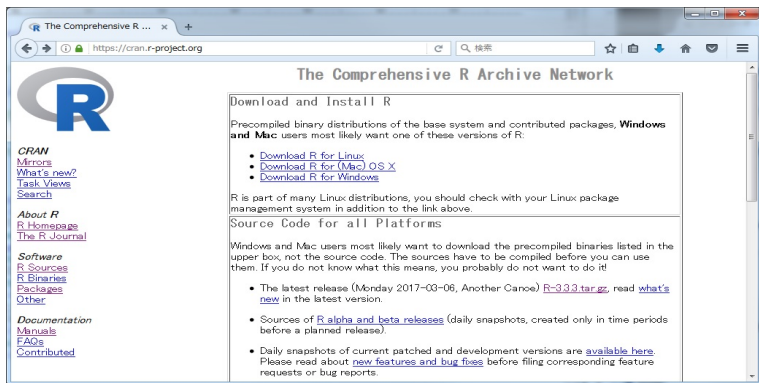 The Comprehensive R ...
https://cran.r-project.org
検索
R
The Comprehensive R Archive Network
CRAN
Mirrors
What's new?
Task Views
Search
About R
R Homepage
The R Journal
Software
R Sources
R Binaries
Packages
Other
Documentation
Manuals
FAQs
Contributed
Download and Install R
Precompiled binary distributions of the base system and contributed packages, Windows
and Mac users most likely want one of these versions of R:
• Download R for Linux
• Download R for (Mac) OS X
• Download R for Windows
R is part of many Linux distributions, you should check with your Linux package
management system in addition to the link above.
Source Code for all Platforms
Windows and Mac users most likely want to download the precompiled binaries listed in the
upper box, not the source code. The sources have to be compiled before you can use
them. If you do not know what this means, you probably do not want to do it!
• The latest release (Monday 2017-03-06, Another Canoe) R-3.3.3.tar.gz, read what's
new in the latest version.
• Sources of R alpha and beta releases (daily snapshots, created only in time periods
before a planned release).
• Daily snapshots of current patched and development versions are available here.
Please read about new features and bug fixes before filing corresponding feature
requests or bug reports.